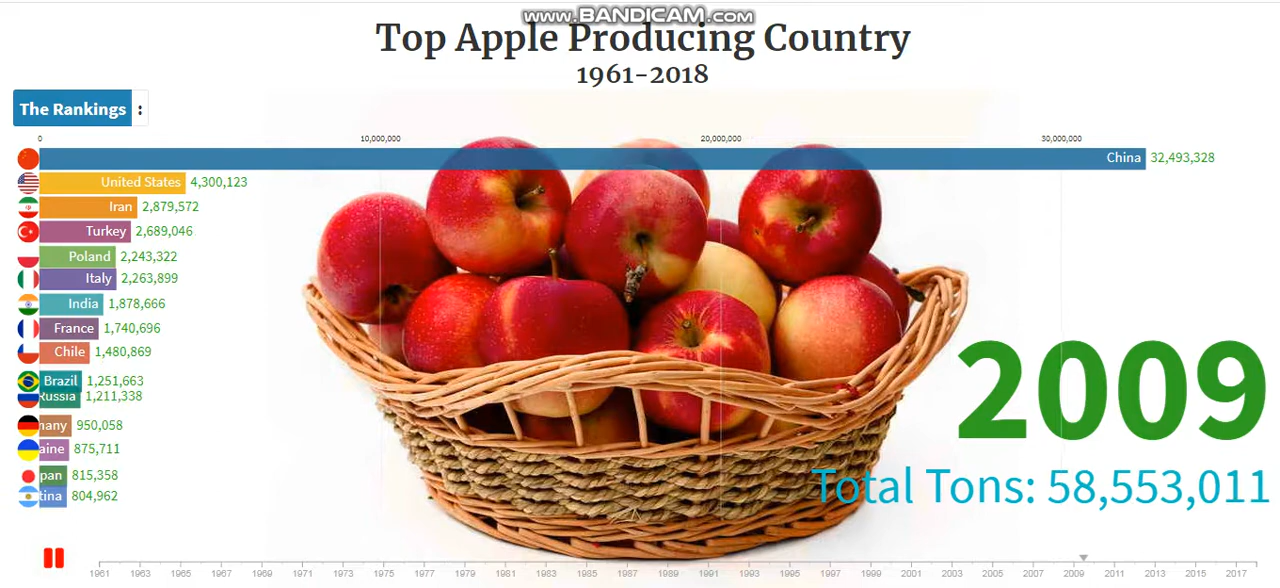 www.BANDICAM.com
Top Apple Producing Country
1961-2018
The Rankings :
0 10,000,000 20,000,000 30,000,000
China 32,493,328
United States 4,300,123
Iran 2,879,572
Turkey 2,689,046
Poland 2,243,322
Italy 2,263,899
India 1,878,666
France 1,740,696
Chile 1,480,869
Brazil 1,251,663
Russia 1,211,338
many 950,058
aine 875,711
pan 815,358
tina 804,962
2009
Total Tons: 58,553,011
1961 1963 1965 1967 1969 1971 1973 1975 1977 1979 1981 1983 1985 1987 1989 1991 1993 1995 1997 1999 2001 2003 2005 2007 2009 2011 2013 2015 2017